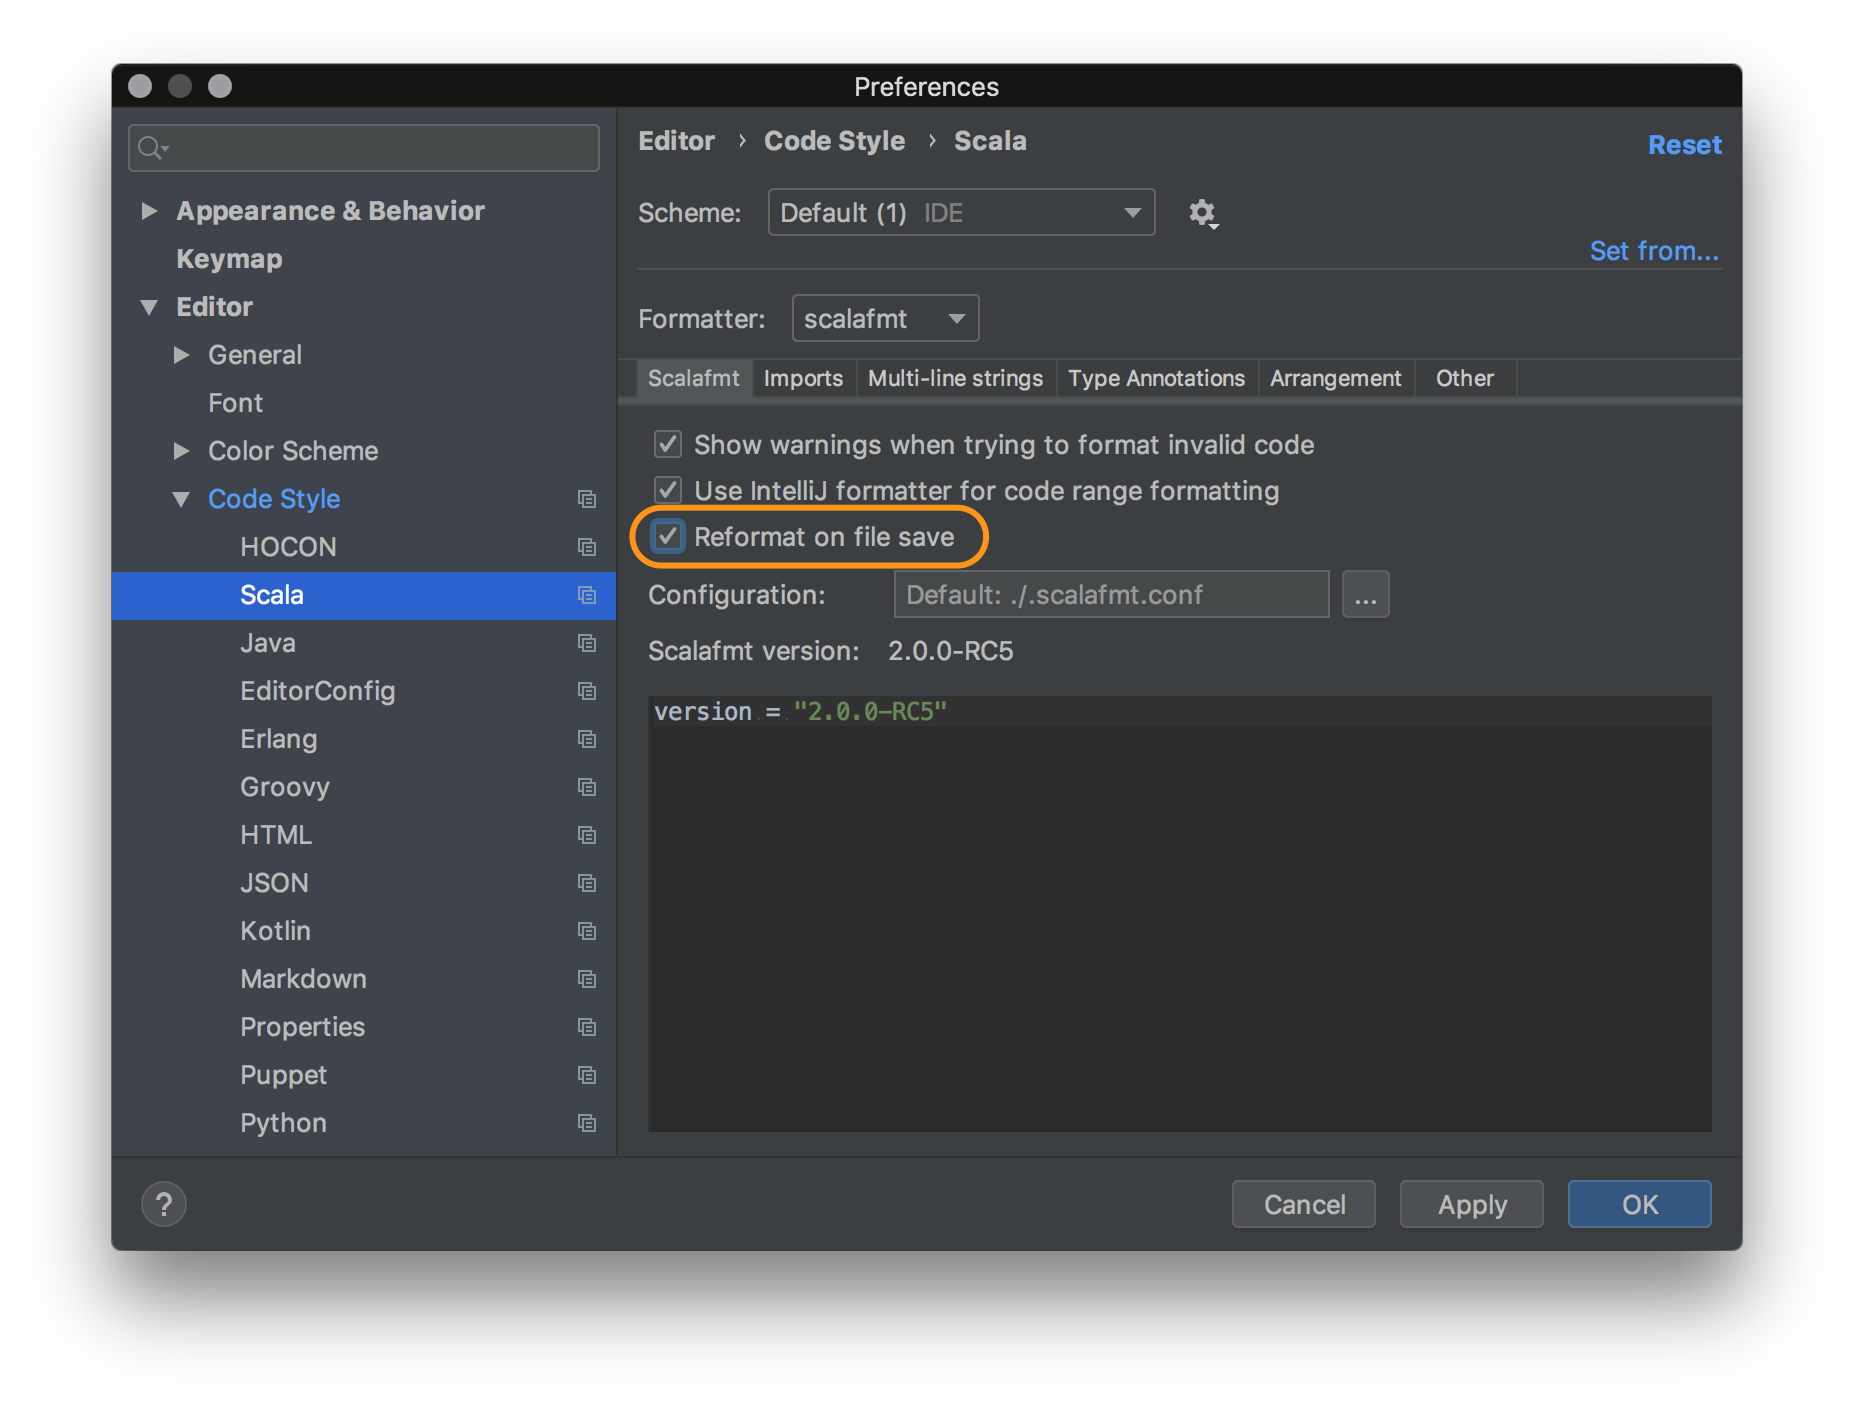 Preferences
Appearance & Behavior
Keymap
Editor
General
Font
Color Scheme
Code Style
HOCON
Scala
Java
EditorConfig
Erlang
Groovy
HTML
JSON
Kotlin
Markdown
Properties
Puppet
Python
Editor › Code Style › Scala
Reset
Scheme: Default (1) IDE
Set from...
Formatter: scalafmt
Scalafmt Imports Multi-line strings Type Annotations Arrangement Other
Show warnings when trying to format invalid code
Use IntelliJ formatter for code range formatting
Reformat on file save
Configuration: Default: ./.scalafmt.conf ...
Scalafmt version: 2.0.0-RC5
version = "2.0.0-RC5"
? Cancel Apply OK